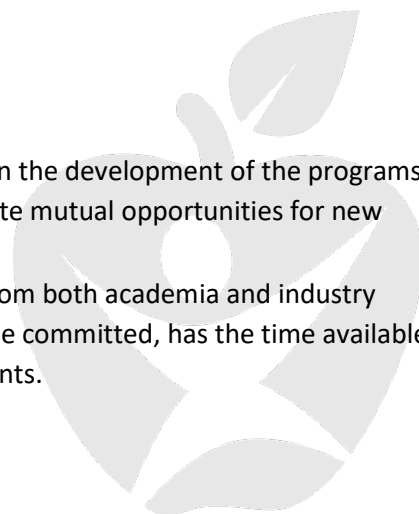 n the development of the programs
te mutual opportunities for new
om both academia and industry
e committed, has the time available
nts.